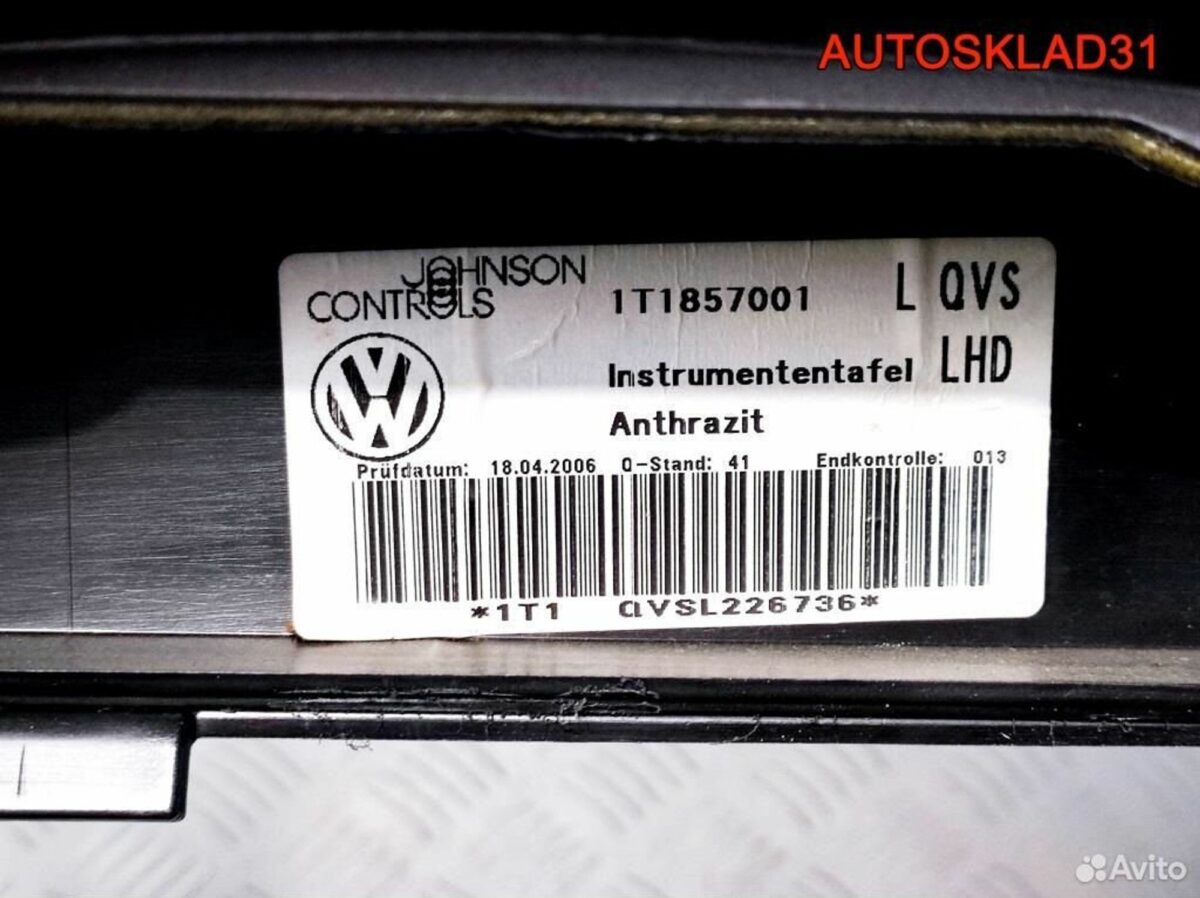 AUTOSKLAD31
JOHNSON
CONTROLS
1T1857001
L QVS
Instrumententafel
LHD
Anthrazit
Prüfdatum: 18.04.2006 Q-Stand: 41 Endkontrolle: 013
*1T1 QVSL226736*
Avito